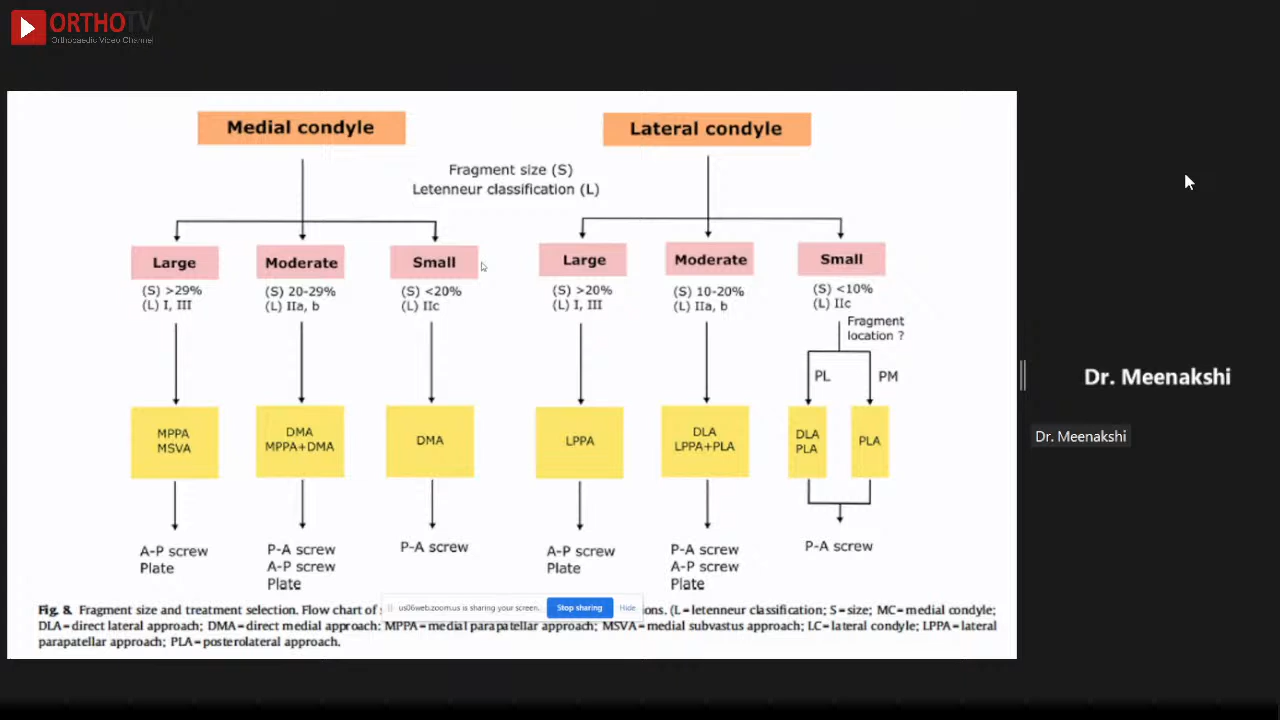 ORTHOTV
Orthopaedic Video Channel
Medial condyle
Lateral condyle
Fragment size (S)
Letenneur classification (L)
Large
(S) >29%
(L) I, III
Moderate
(S) 20-29%
(L) IIa, b
Small
(S) <20%
(L) IIc
Large
(S) >20%
(L) I, III
Moderate
(S) 10-20%
(L) IIa, b
Small
(S) <10%
(L) IIc
Fragment
location ?
PL
PM
MPPA
MSVA
DMA
MPPA+DMA
DMA
LPPA
DLA
LPPA+PLA
DLA
PLA
PLA
A-P screw
Plate
P-A screw
A-P screw
Plate
P-A screw
A-P screw
Plate
P-A screw
A-P screw
Plate
P-A screw
Fig. 8. Fragment size and treatment selection. Flow chart of ions. (L=letenneur classification; S=size; MC=medial condyle;
DLA=direct lateral approach; DMA=direct medial approach; MPPA=medial parapatellar approach; MSVA=medial subvastus approach; LC=lateral condyle; LPPA=lateral
parapatellar approach; PLA=posterolateral approach.
us06web.zoom.us is sharing your screen.
Stop sharing
Hide
Dr. Meenakshi
Dr. Meenakshi